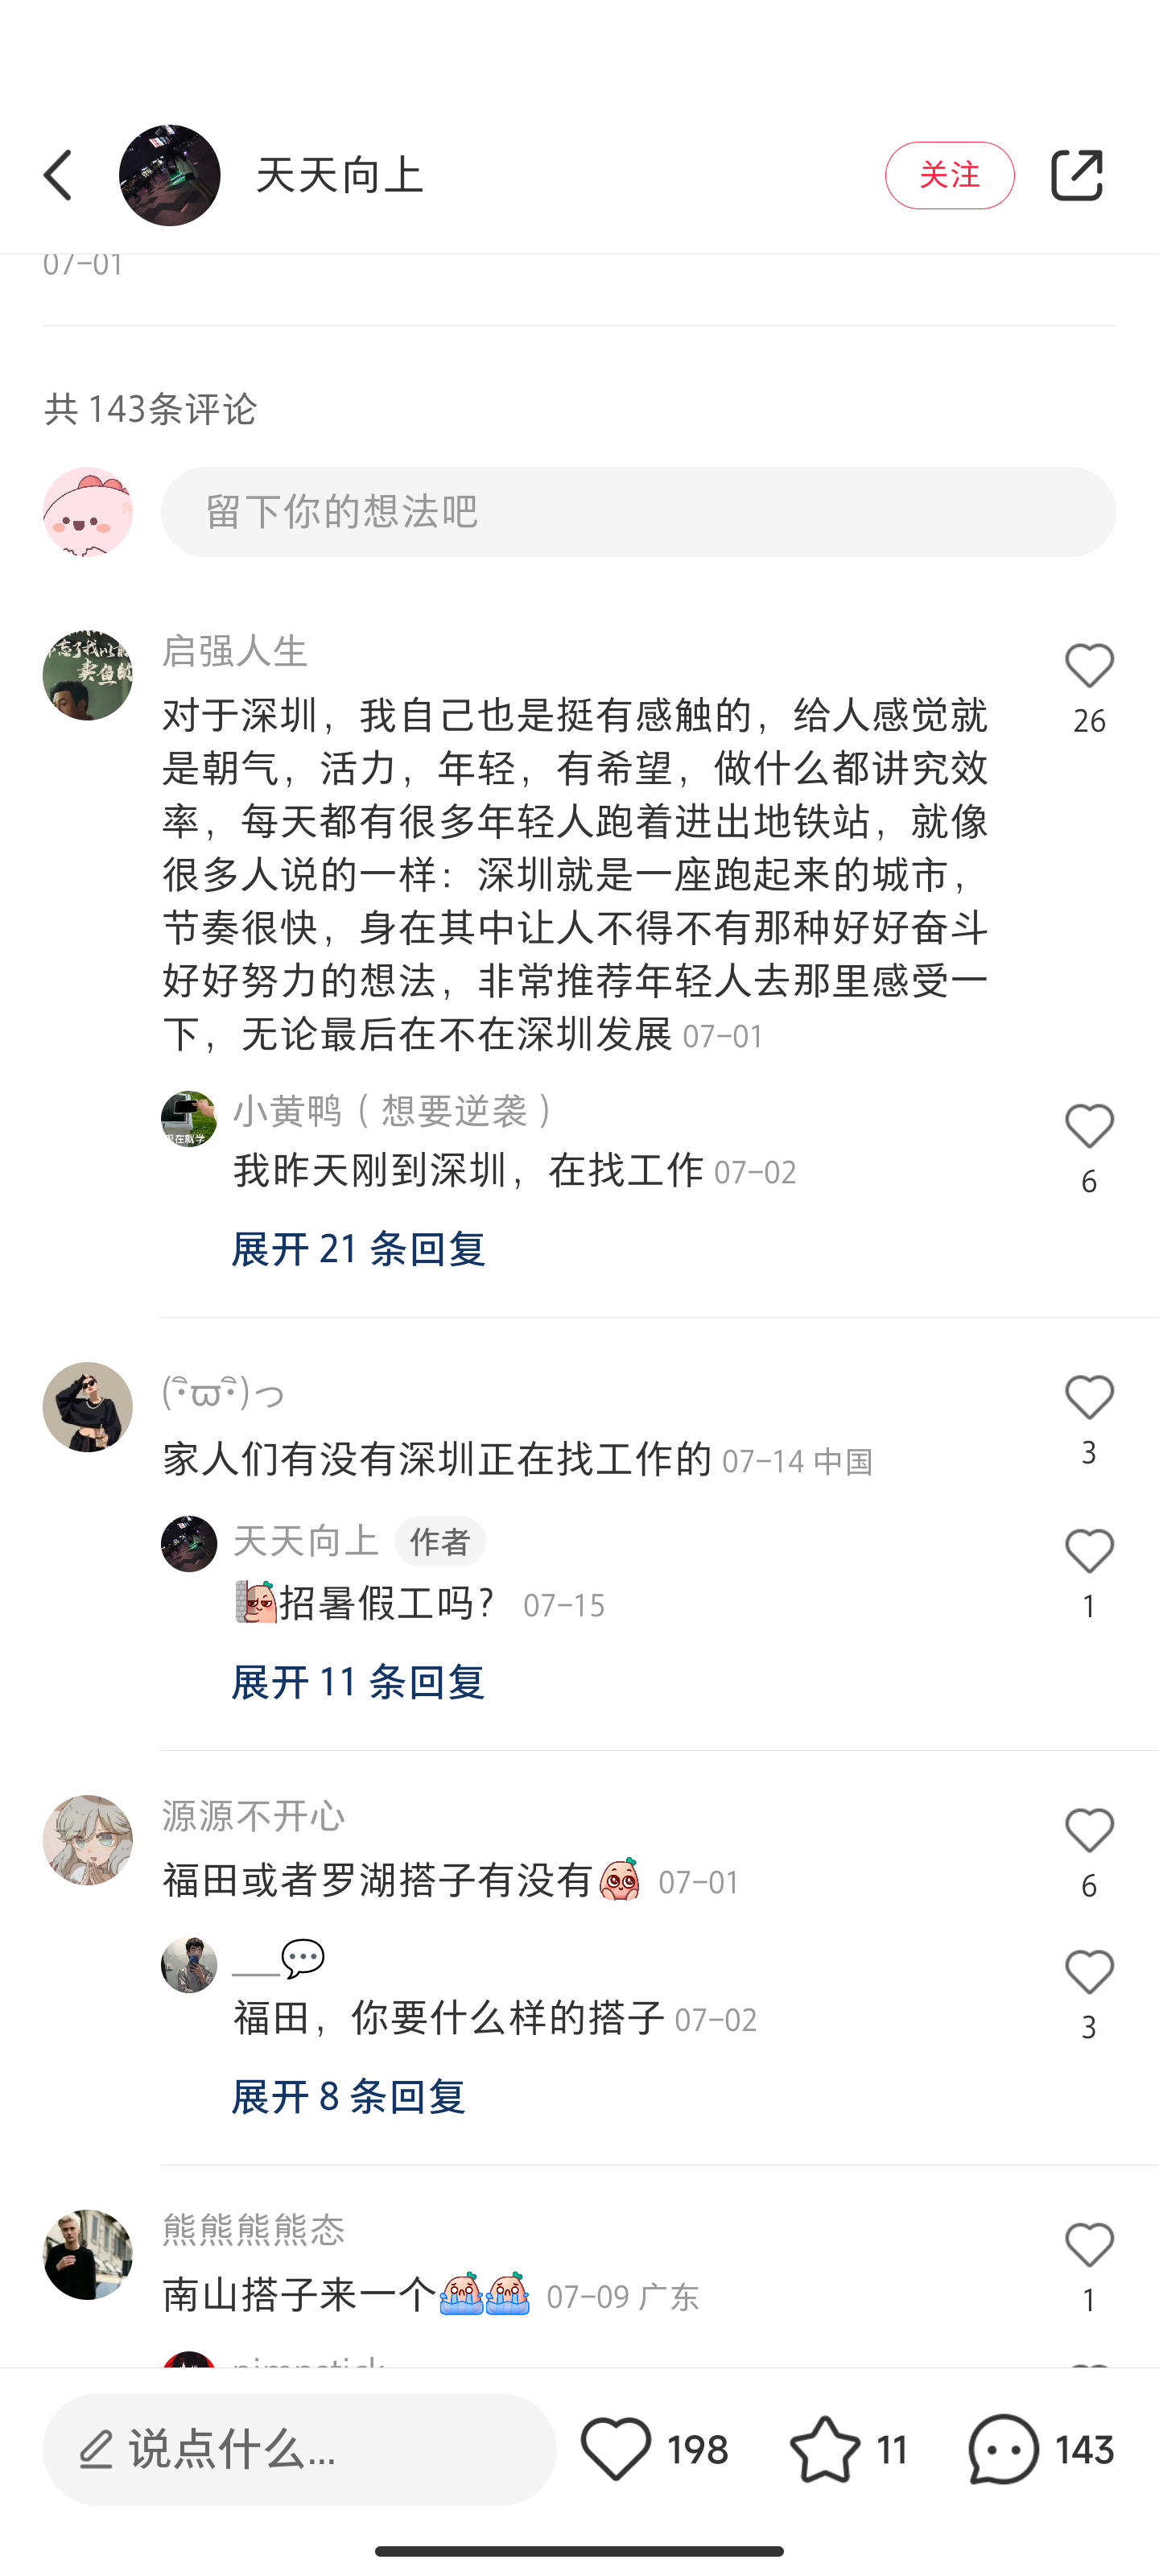 天天向上
关注
07-01
共 143条评论
留下你的想法吧
启强人生
对于深圳，我自己也是挺有感触的，给人感觉就
是朝气，活力，年轻，有希望，做什么都讲究效
率，每天都有很多年轻人跑着进出地铁站，就像
很多人说的一样：深圳就是一座跑起来的城市，
节奏很快，身在其中让人不得不有那种好好奋斗
好好努力的想法，非常推荐年轻人去那里感受一
下，无论最后在不在深圳发展 07-01
26
小黄鸭（想要逆袭）
我昨天刚到深圳，在找工作 07-02
6
展开 21 条回复
家人们有没有深圳正在找工作的 07-14 中国
3
天天向上 作者
招暑假工吗？ 07-15
1
展开 11 条回复
源源不开心
福田或者罗湖搭子有没有 07-01
6
福田，你要什么样的搭子 07-02
3
展开 8 条回复
熊熊熊熊态
南山搭子来一个 07-09 广东
1
说点什么...
198
11
143